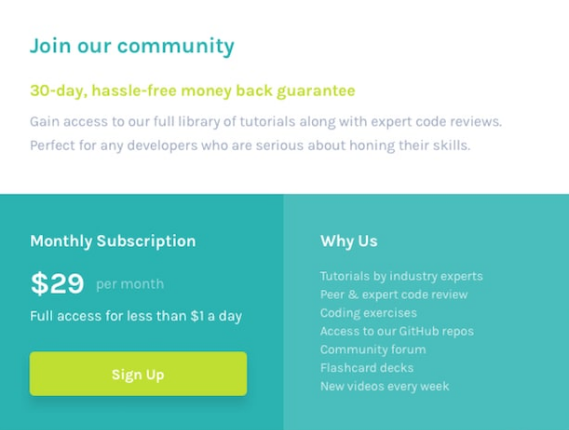 Join our community
30-day, hassle-free money back guarantee
Gain access to our full library of tutorials along with expert code reviews.
Perfect for any developers who are serious about honing their skills.
Monthly Subscription
$29 per month
Full access for less than $1 a day
Sign Up
Why Us
Tutorials by industry experts
Peer & expert code review
Coding exercises
Access to our GitHub repos
Community forum
Flashcard decks
New videos every week